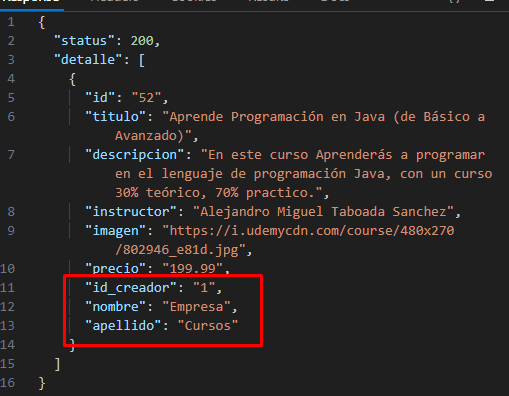 1 {
2 "status": 200,
3 "detalle": [
4 {
5 "id": "52",
6 "titulo": "Aprende Programación en Java (de Básico a
Avanzado)",
7 "descripcion": "En este curso Aprenderás a programar
en el lenguaje de programación Java, con un curso
30% teórico, 70% practico.",
8 "instructor": "Alejandro Miguel Taboada Sanchez",
9 "imagen": "https://i.udemycdn.com/course/480x270
/802946_e81d.jpg",
10 "precio": "199.99",
11 "id_creador": "1",
12 "nombre": "Empresa",
13 "apellido": "Cursos"
14 }
15 ]
16 }